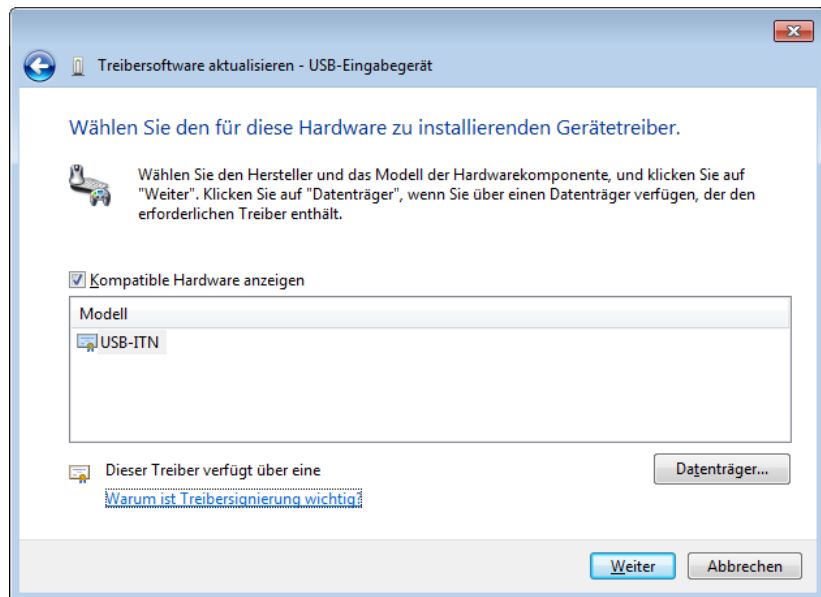 Treibersoftware aktualisieren - USB-Eingabegerät
Wählen Sie den für diese Hardware zu installierenden Gerätetreiber.
Wählen Sie den Hersteller und das Modell der Hardwarekomponente, und klicken Sie auf
"Weiter". Klicken Sie auf "Datenträger", wenn Sie über einen Datenträger verfügen, der den
erforderlichen Treiber enthält.
Kompatible Hardware anzeigen
Modell
USB-ITN
Dieser Treiber verfügt über eine
Datenträger...
Warum ist Treibersignierung wichtig?
Weiter
Abbrechen